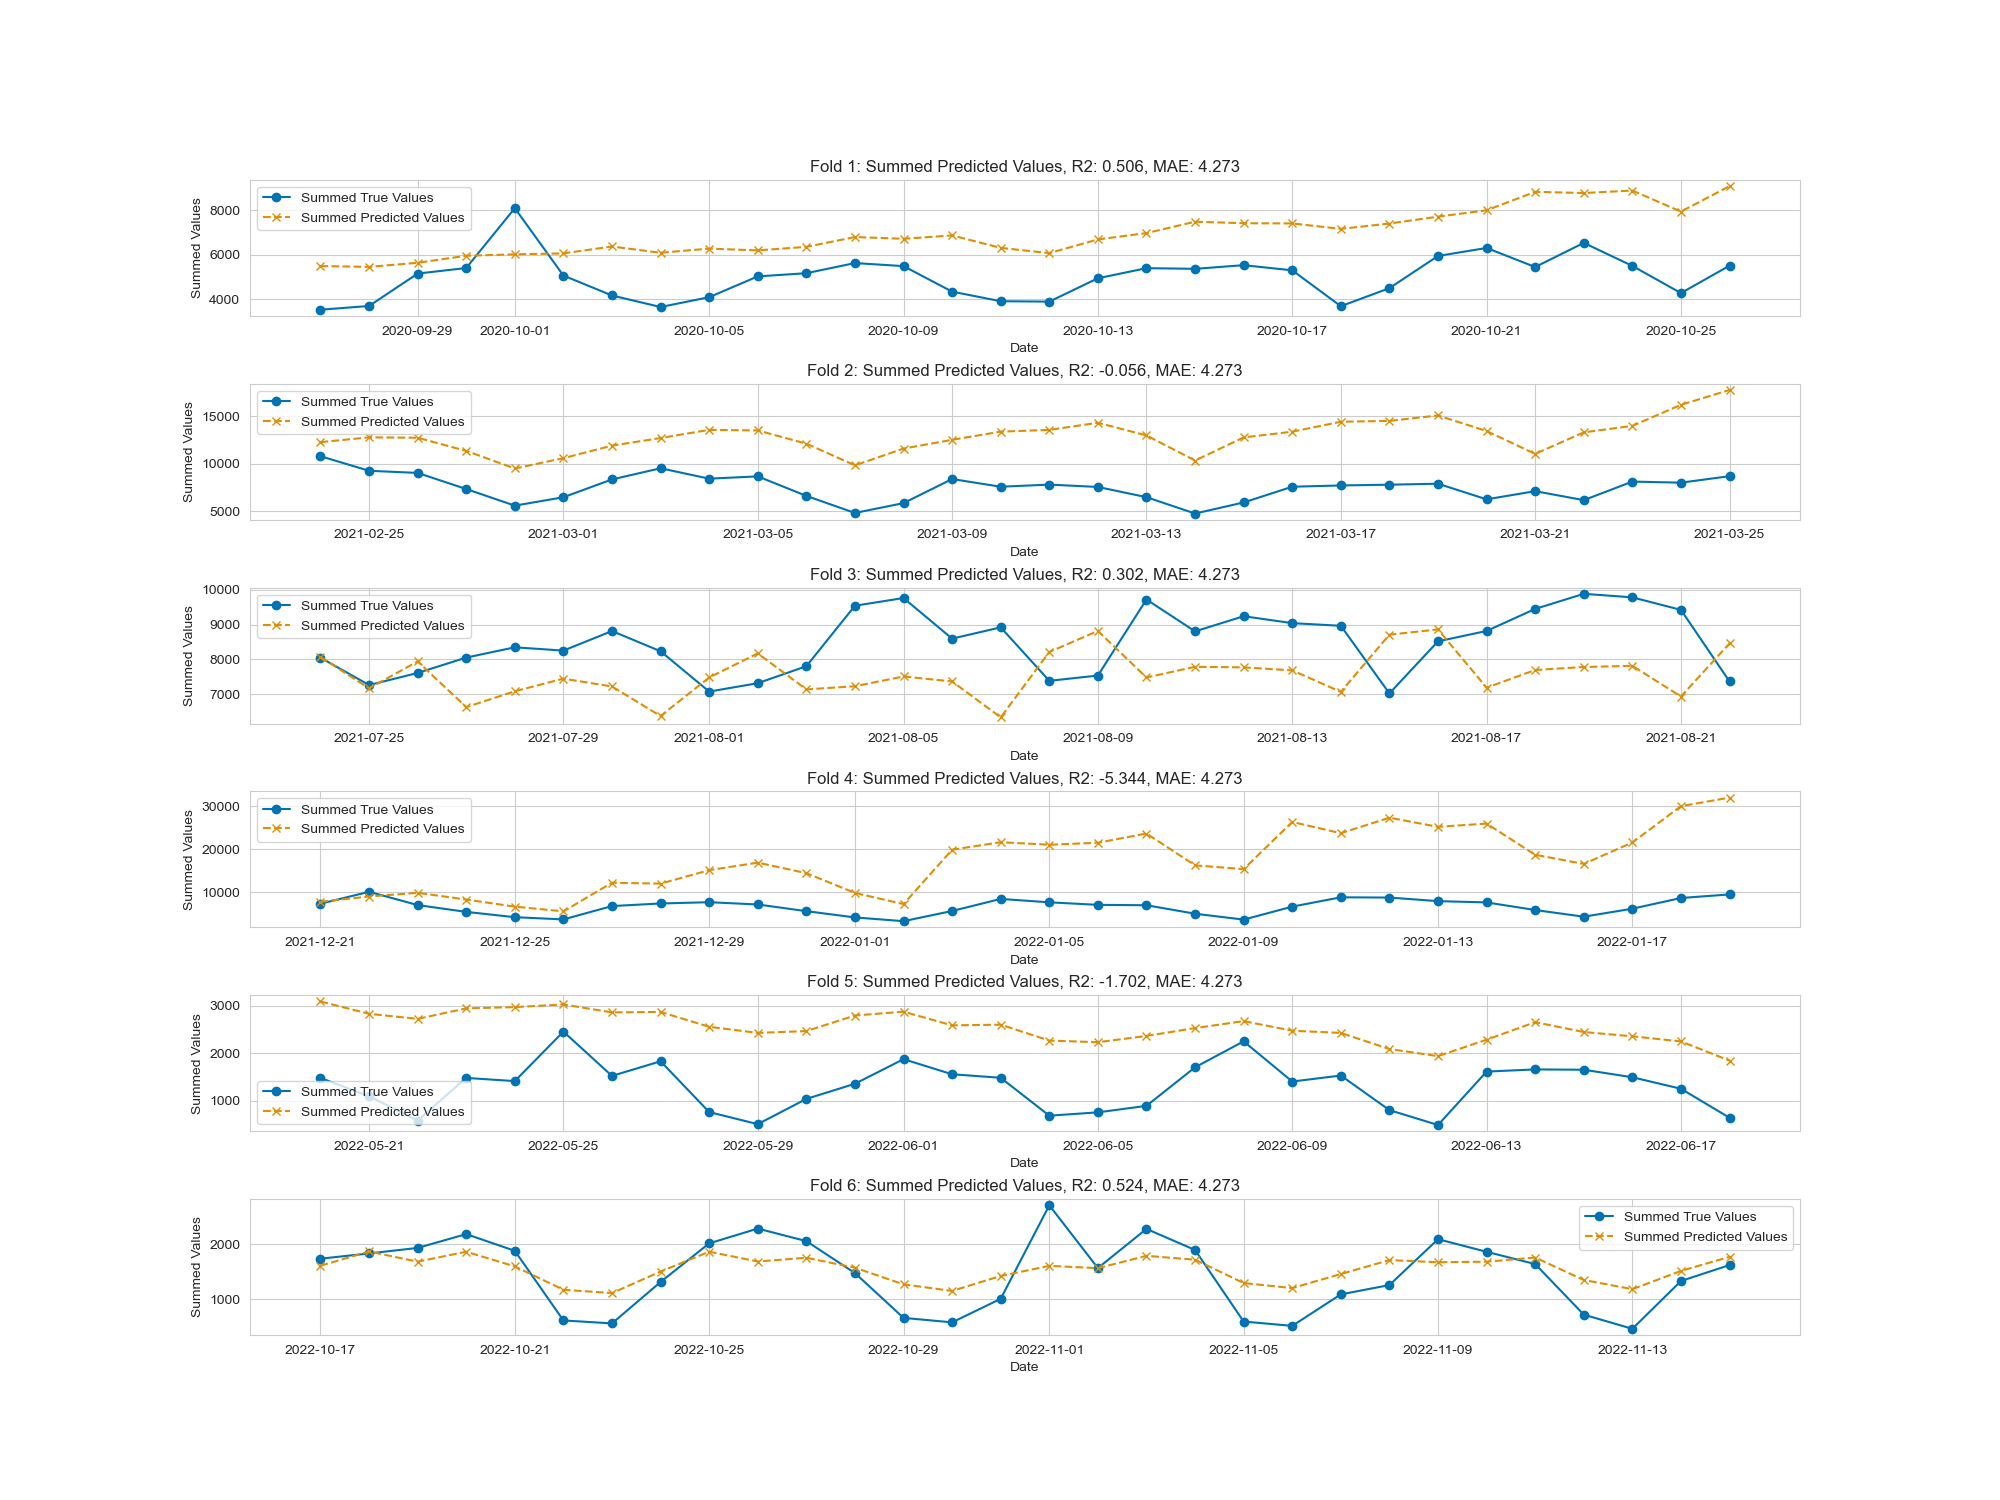 Fold 1: Summed Predicted Values, R2: 0.506, MAE: 4.273
Summed Values
8000
6000
4000
Summed True Values
Summed Predicted Values
2020-09-29 2020-10-01 2020-10-05 2020-10-09 2020-10-13 2020-10-17 2020-10-21 2020-10-25
Date
Fold 2: Summed Predicted Values, R2: -0.056, MAE: 4.273
Summed Values
15000
10000
5000
Summed True Values
Summed Predicted Values
2021-02-25 2021-03-01 2021-03-05 2021-03-09 2021-03-13 2021-03-17 2021-03-21 2021-03-25
Date
Fold 3: Summed Predicted Values, R2: 0.302, MAE: 4.273
Summed Values
10000
9000
8000
7000
Summed True Values
Summed Predicted Values
2021-07-25 2021-07-29 2021-08-01 2021-08-05 2021-08-09 2021-08-13 2021-08-17 2021-08-21
Date
Fold 4: Summed Predicted Values, R2: -5.344, MAE: 4.273
Summed Values
30000
20000
10000
Summed True Values
Summed Predicted Values
2021-12-21 2021-12-25 2021-12-29 2022-01-01 2022-01-05 2022-01-09 2022-01-13 2022-01-17
Date
Fold 5: Summed Predicted Values, R2: -1.702, MAE: 4.273
Summed Values
3000
2000
1000
Summed True Values
Summed Predicted Values
2022-05-21 2022-05-25 2022-05-29 2022-06-01 2022-06-05 2022-06-09 2022-06-13 2022-06-17
Date
Fold 6: Summed Predicted Values, R2: 0.524, MAE: 4.273
Summed Values
2000
1000
Summed True Values
Summed Predicted Values
2022-10-17 2022-10-21 2022-10-25 2022-10-29 2022-11-01 2022-11-05 2022-11-09 2022-11-13
Date